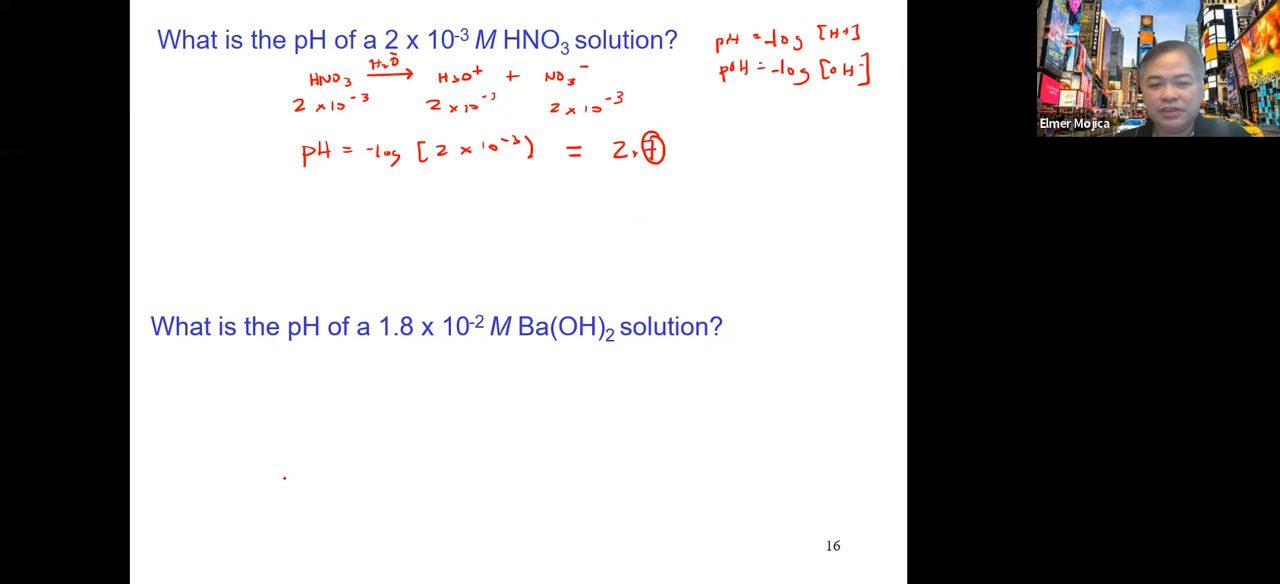 What is the pH of a 2 x 10⁻³ M HNO₃ solution?
pH = -log [H+]
pOH = -log [OH⁻]
HNO₃ H₂O → H₃O⁺ + NO₃⁻
2 x 10⁻³ 2 x 10⁻³ 2 x 10⁻³
pH = -log [2 x 10⁻³) = 2.7
What is the pH of a 1.8 x 10⁻² M Ba(OH)₂ solution?
16
Elmer Mojica